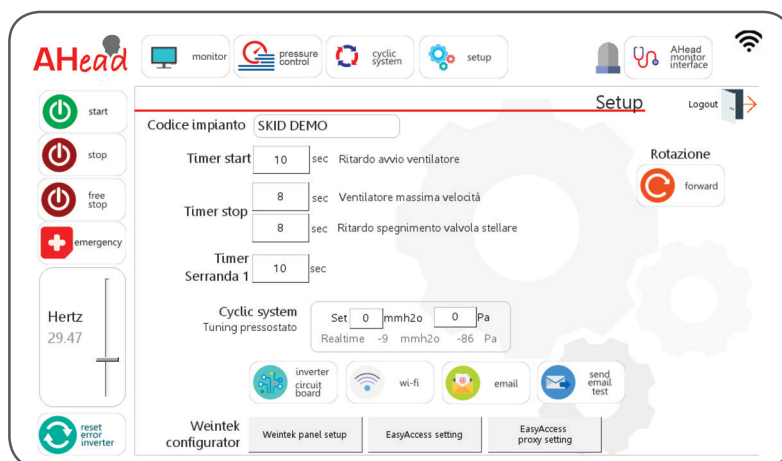 AHead
monitor
pressure
control
cyclic
system
setup
AHead
monitor
interface
start
stop
free
stop
emergency
Hertz
29.47
reset
error
inverter
Setup
Logout
Codice impianto SKID DEMO
Timer start 10 sec Ritardo avvio ventilatore
Timer stop
8 sec Ventilatore massima velocità
8 sec Ritardo spegnimento valvola stellare
Timer
Serranda 1 10 sec
Rotazione
forward
Cyclic system
Tuning pressostato
Set 0 mmh2o 0 Pa
Realtime -9 mmh2o -86 Pa
inverter
circuit
board
wi-fi
email
send
email
test
Weintek
configurator
Weintek panel setup
EasyAccess setting
EasyAccess
proxy setting